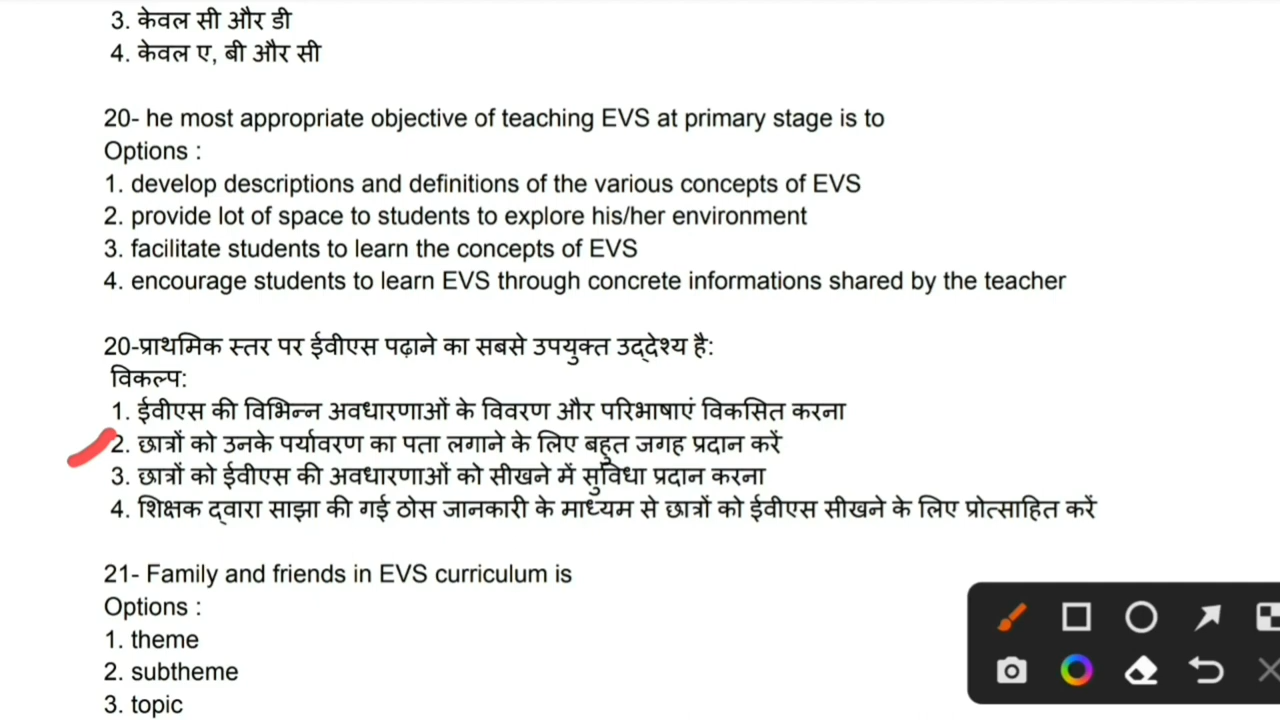 3. केवल सी और डी
4. केवल ए, बी और सी
20- he most appropriate objective of teaching EVS at primary stage is to
Options :
1. develop descriptions and definitions of the various concepts of EVS
2. provide lot of space to students to explore his/her environment
3. facilitate students to learn the concepts of EVS
4. encourage students to learn EVS through concrete informations shared by the teacher
20-प्राथमिक स्तर पर ईवीएस पढ़ाने का सबसे उपयुक्त उद्देश्य है:
विकल्प:
1. ईवीएस की विभिन्न अवधारणाओं के विवरण और परिभाषाएं विकसित करना
2. छात्रों को उनके पर्यावरण का पता लगाने के लिए बहुत जगह प्रदान करें
3. छात्रों को ईवीएस की अवधारणाओं को सीखने में सुविधा प्रदान करना
4. शिक्षक द्वारा साझा की गई ठोस जानकारी के माध्यम से छात्रों को ईवीएस सीखने के लिए प्रोत्साहित करें
21- Family and friends in EVS curriculum is
Options :
1. theme
2. subtheme
3. topic